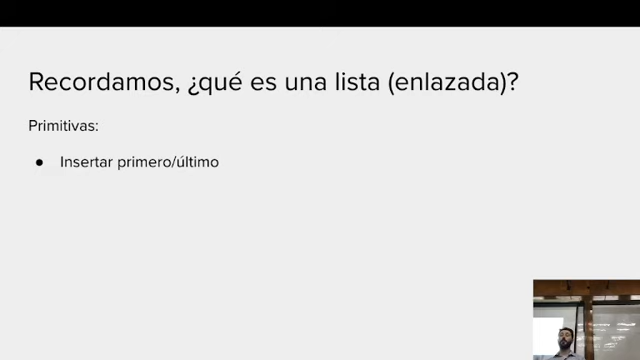 Recordamos, ¿qué es una lista (enlazada)?
Primitivas:
● Insertar primero/último